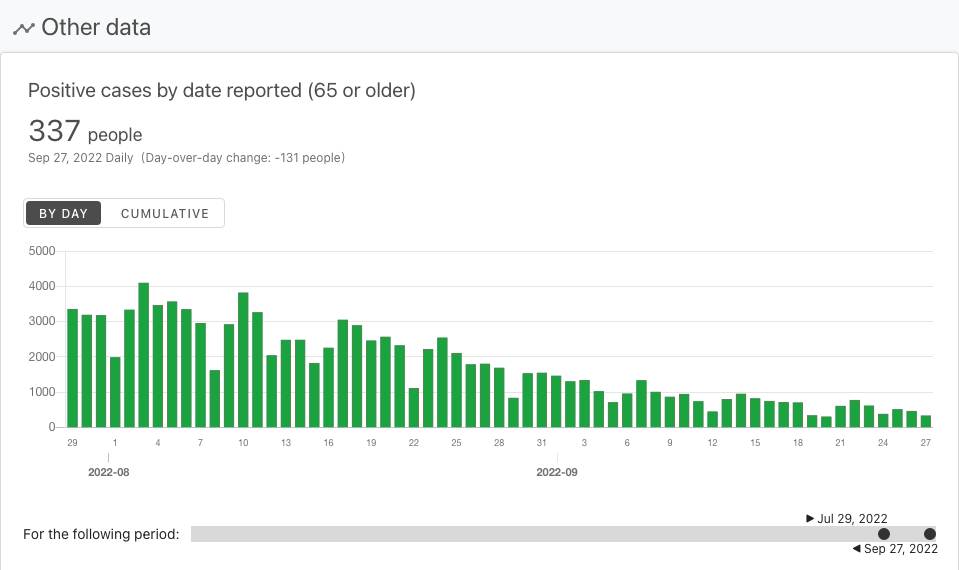 Other data
Positive cases by date reported (65 or older)
337 people
Sep 27, 2022 Daily (Day-over-day change: -131 people)
BY DAY CUMULATIVE
5000
4000
3000
2000
1000
0
29 1 4 7 10 13 16 19 22 25 28 31 3 6 9 12 15 18 21 24 27
2022-08 2022-09
▶ Jul 29, 2022
For the following period:
◀ Sep 27, 2022